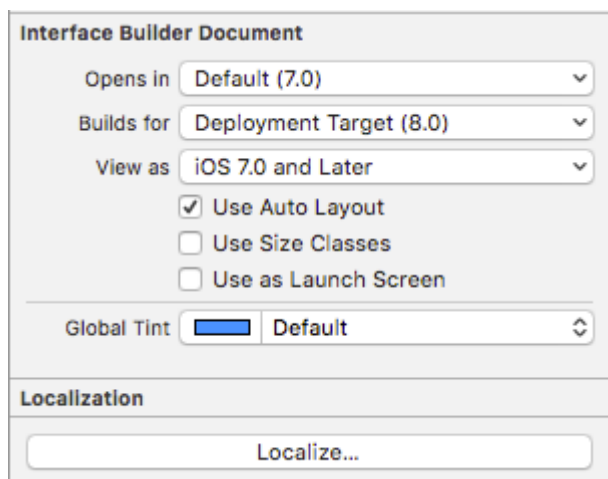 Interface Builder Document
Opens in Default (7.0)
Builds for Deployment Target (8.0)
View as iOS 7.0 and Later
Use Auto Layout
Use Size Classes
Use as Launch Screen
Global Tint Default
Localization
Localize...